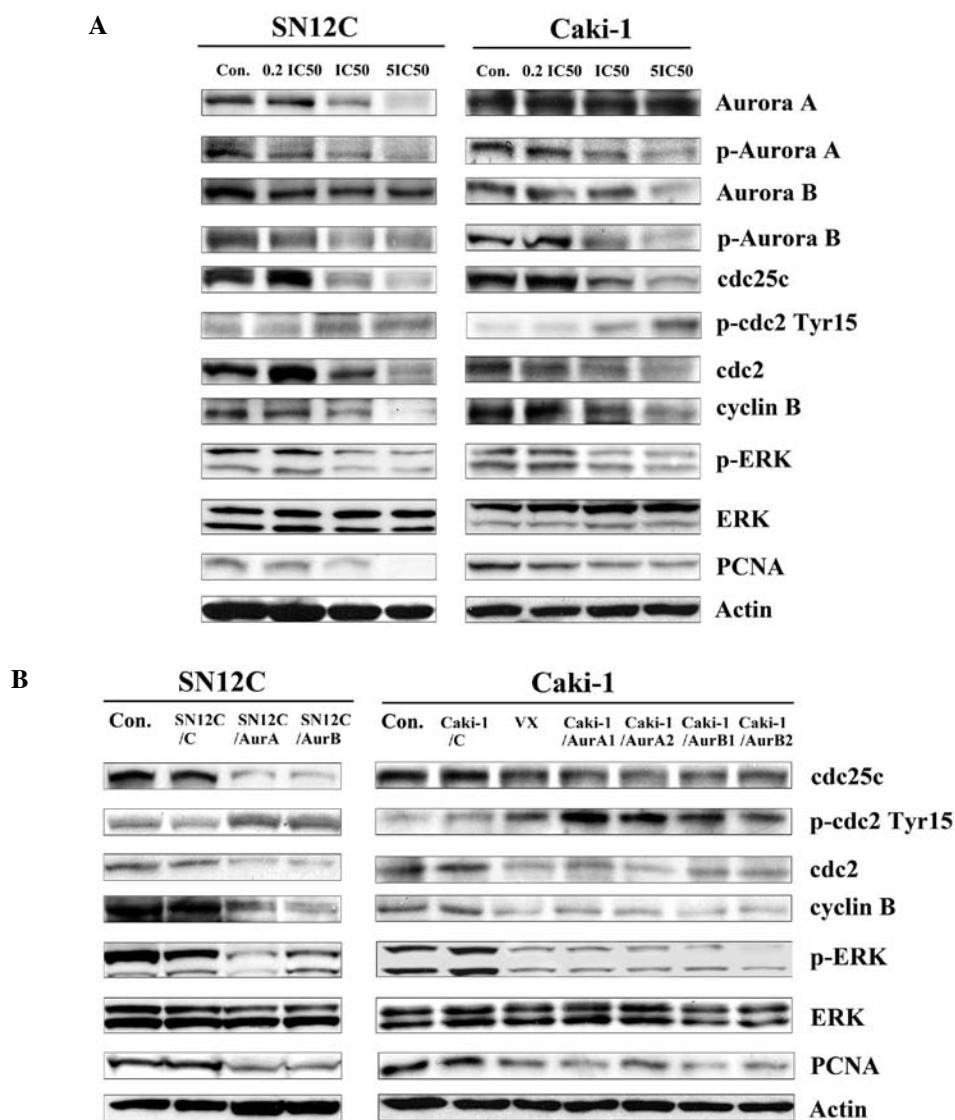 A
SN12C Caki-1
Con. 0.2 IC50 IC50 5IC50 Con. 0.2 IC50 IC50 5IC50
Aurora A
p-Aurora A
Aurora B
p-Aurora B
cdc25c
p-cdc2 Tyr15
cdc2
cyclin B
p-ERK
ERK
PCNA
Actin
B
SN12C Caki-1
Con. SN12C SN12C SN12C Con. Caki-1 VX Caki-1 Caki-1 Caki-1 Caki-1
/C /AurA /AurB /C /AurA1 /AurA2 /AurB1 /AurB2
cdc25c
p-cdc2 Tyr15
cdc2
cyclin B
p-ERK
ERK
PCNA
Actin